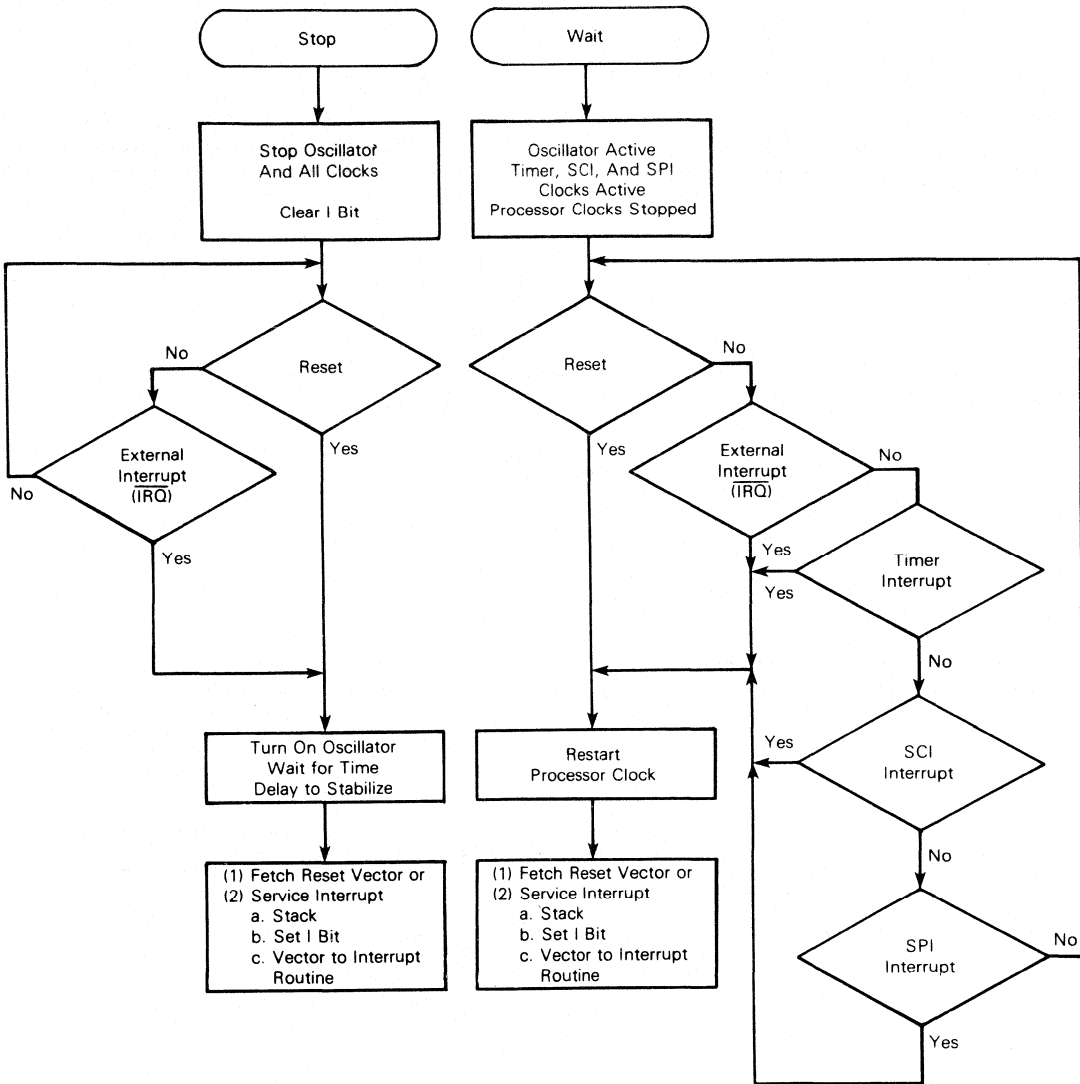 Stop
Stop Oscillator
And All Clocks
Clear I Bit
Reset
No
Yes
External
Interrupt
(IRQ)
No
Yes
Turn On Oscillator
Wait for Time
Delay to Stabilize
(1) Fetch Reset Vector or
(2) Service Interrupt
a. Stack
b. Set I Bit
c. Vector to Interrupt
Routine
Wait
Oscillator Active
Timer, SCI, And SPI
Clocks Active
Processor Clocks Stopped
Reset
No
Yes
External
Interrupt
(IRQ)
No
Yes
Timer
Interrupt
Yes
No
SCI
Interrupt
Yes
No
SPI
Interrupt
No
Yes
Restart
Processor Clock
(1) Fetch Reset Vector or
(2) Service Interrupt
a. Stack
b. Set I Bit
c. Vector to Interrupt
Routine